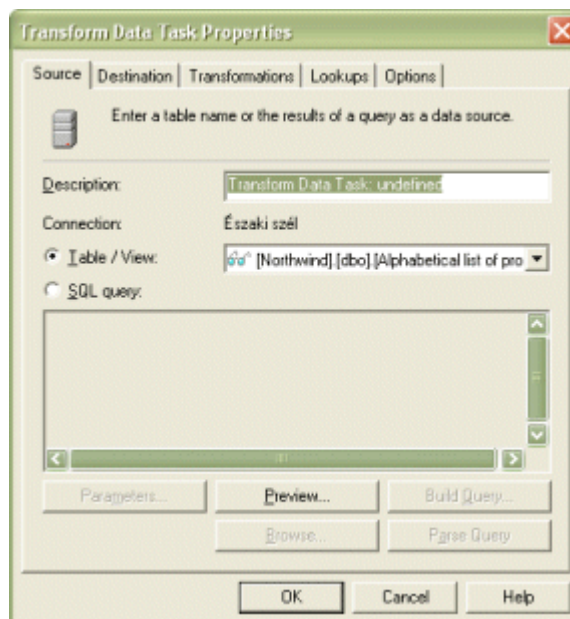 Transform Data Task Properties
Source Destination Transformations Lookups Options
Enter a table name or the results of a query as a data source.
Description: Transform Data Task: undefined
Connection: Északi szél
Table / View: [Northwind].[dbo].[Alphabetical list of pro
SQL query:
Parameters... Preview... Build Query...
Browse... Parse Query
OK Cancel Help